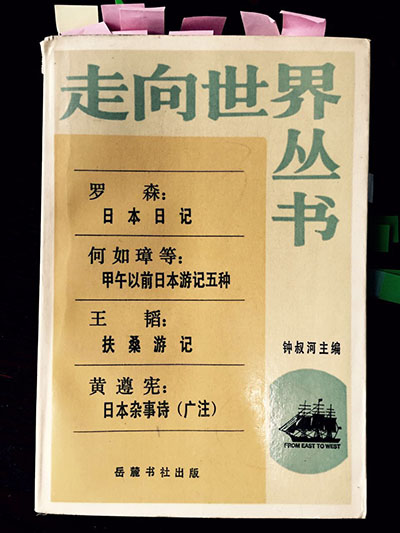 走向世界
丛书
罗森：
日本日记
何如璋等：
甲午以前日本游记五种
王韬：
扶桑游记
黄遵宪：
日本杂事诗（广注）
钟叔河主编
FROM EAST TO WEST
岳麓书社出版